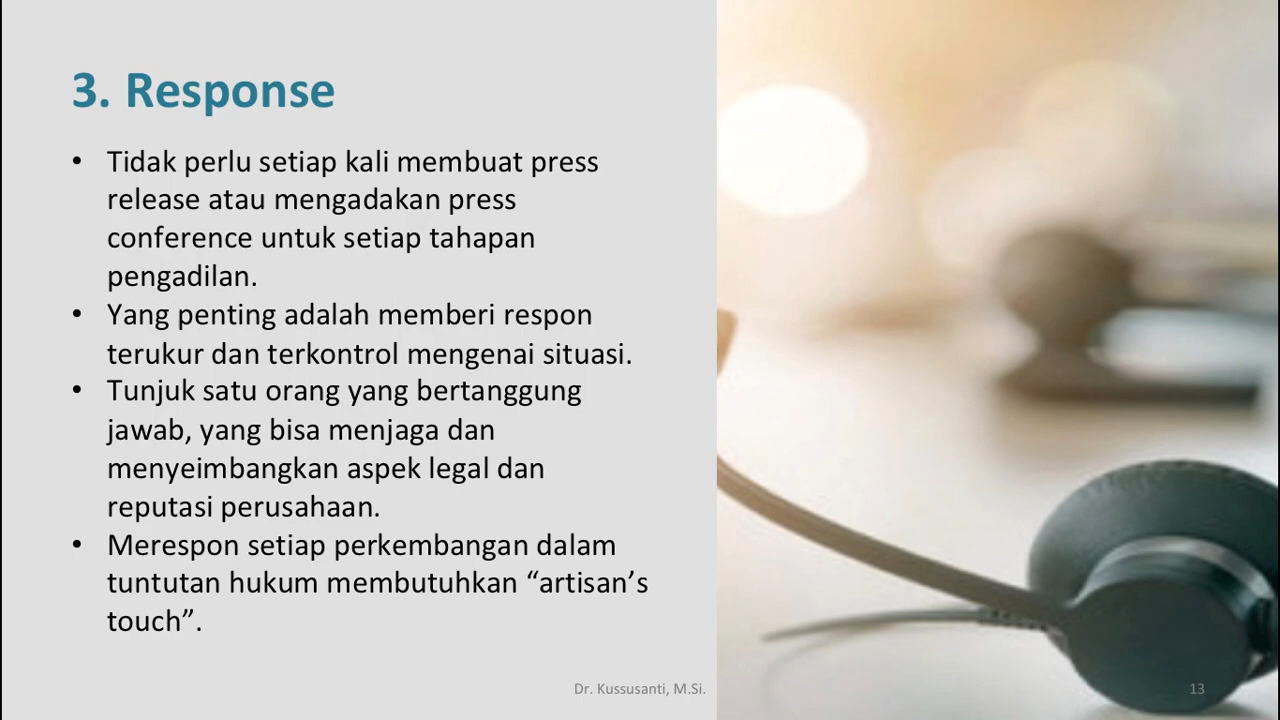 3. Response
• Tidak perlu setiap kali membuat press
release atau mengadakan press
conference untuk setiap tahapan
pengadilan.
• Yang penting adalah memberi respon
terukur dan terkontrol mengenai situasi.
• Tunjuk satu orang yang bertanggung
jawab, yang bisa menjaga dan
menyeimbangkan aspek legal dan
reputasi perusahaan.
• Merespon setiap perkembangan dalam
tuntutan hukum membutuhkan “artisan’s
touch”.
Dr. Kussusanti, M.Si.
13